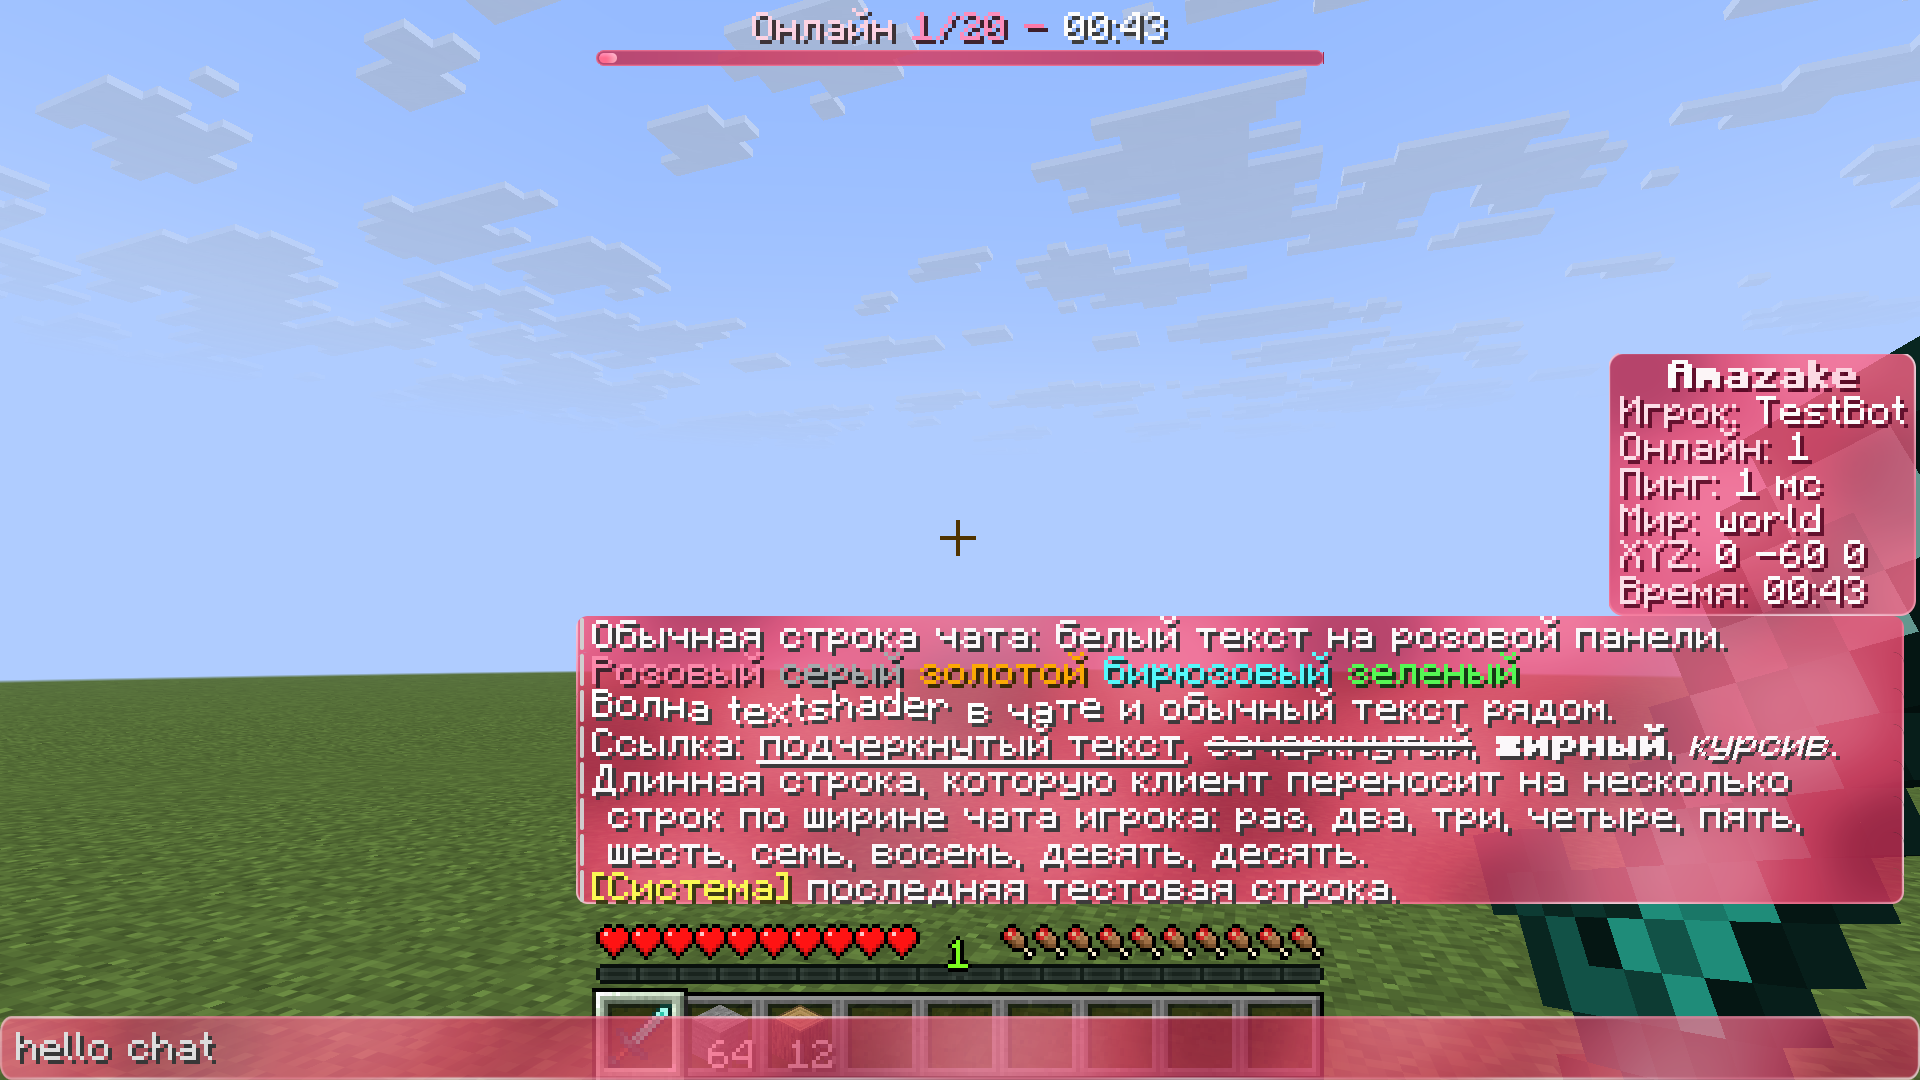 Онлайн 1/20 - 00:43
Amazake
Игрок: TestBot
Онлайн: 1
Пинг: 1 мс
Мир: world
XYZ: 0 -60 0
Время: 00:43
Обычная строка чата: белый текст на розовой панели.
Розовый серый золотой бирюзовый зеленый
Волна textshader в чате и обычный текст рядом.
Ссылка: подчеркнутый текст, зачеркнутый, жирный, курсив.
Длинная строка, которую клиент переносит на несколько
строк по ширине чата игрока: раз, два, три, четыре, пять,
шесть, семь, восемь, девять, десять.
[Система] последняя тестовая строка.
1
64 12
hello chat